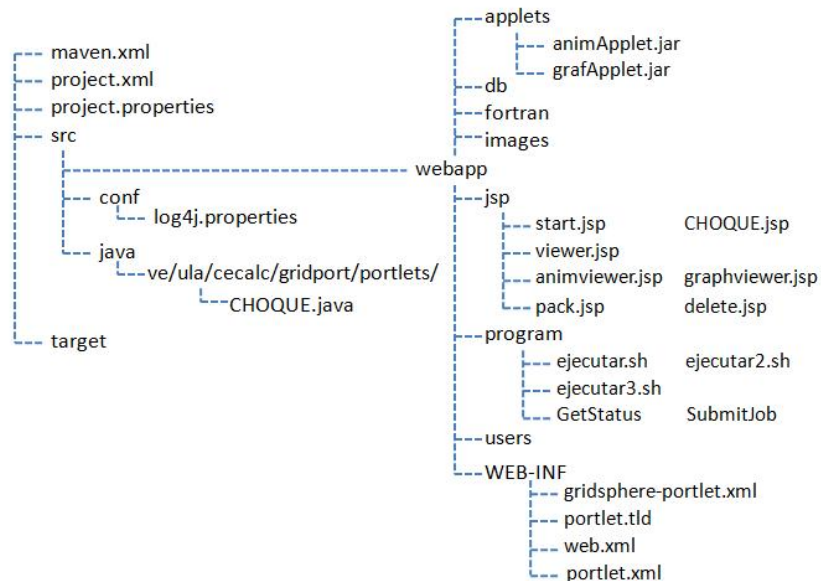 maven.xml
project.xml
project.properties
src
conf
log4j.properties
java
ve/ula/cecalc/gridport/portlets/
CHOQUE.java
target
webapp
applets
animApplet.jar
grafApplet.jar
db
fortran
images
jsp
start.jsp CHOQUE.jsp
viewer.jsp
animviewer.jsp graphviewer.jsp
pack.jsp delete.jsp
program
ejecutar.sh ejecutar2.sh
ejecutar3.sh
GetStatus SubmitJob
users
WEB-INF
gridsphere-portlet.xml
portlet.tld
web.xml
portlet.xml